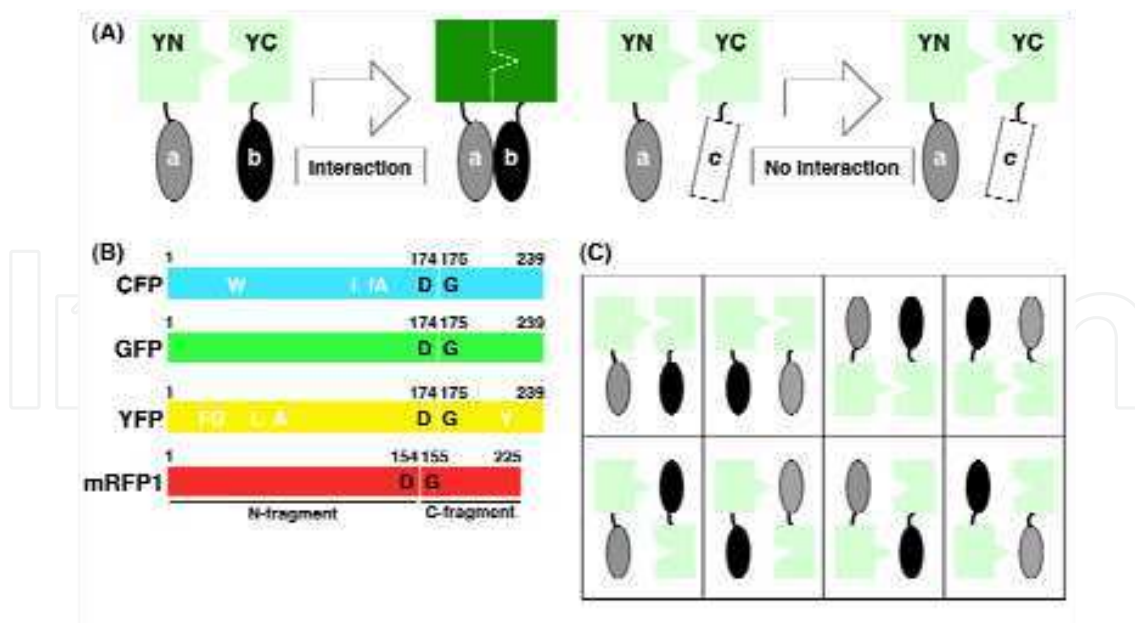 (A)
YN YC YN YC YN YC
a b Interaction a b a c No Interaction a c
(B)
1 174 175 239
CFP W D G
1 174 175 239
GFP D G
1 174 175 239
YFP L A Y D G
1 154 155 225
mRFP1 D G
N-fragment C-fragment
(C)